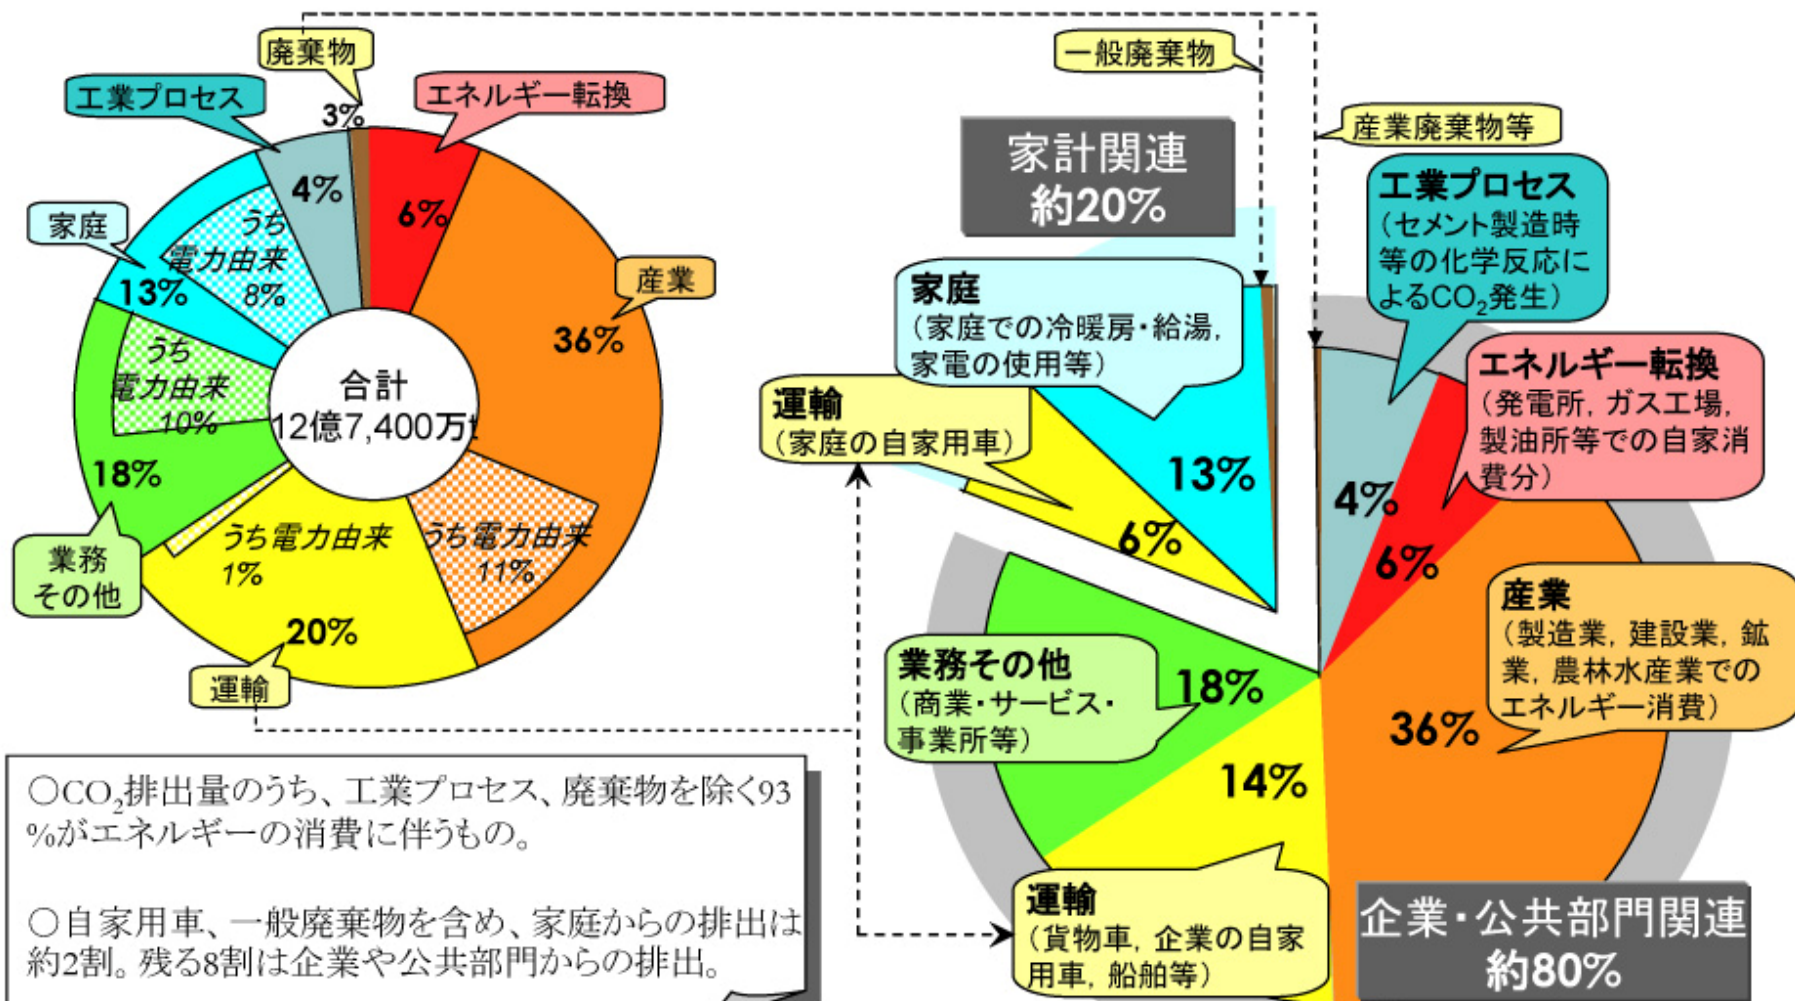 廃棄物
3%
工業プロセス
4%
エネルギー転換
6%
家庭
13%
うち
電力由来
8%
産業
36%
うち
電力由来
10%
18%
業務
その他
合計
12億7,400万t
うち電力由来
1%
うち電力由来
11%
20%
運輸
○CO₂排出量のうち、工業プロセス、廃棄物を除く93
%がエネルギーの消費に伴うもの。
○自家用車、一般廃棄物を含め、家庭からの排出は
約2割。残る8割は企業や公共部門からの排出。
一般廃棄物
産業廃棄物等
家計関連
約20%
家庭
(家庭での冷暖房・給湯,
家電の使用等)
13%
運輸
(家庭の自家用車)
6%
工業プロセス
(セメント製造時
等の化学反応に
よるCO₂発生)
4%
エネルギー転換
(発電所, ガス工場,
製油所等での自家消
費分)
6%
産業
(製造業, 建設業, 鉱
業, 農林水産業での
エネルギー消費)
36%
業務その他
(商業・サービス・
事業所等)
18%
14%
運輸
(貨物車, 企業の自家
用車, 船舶等)
企業・公共部門関連
約80%